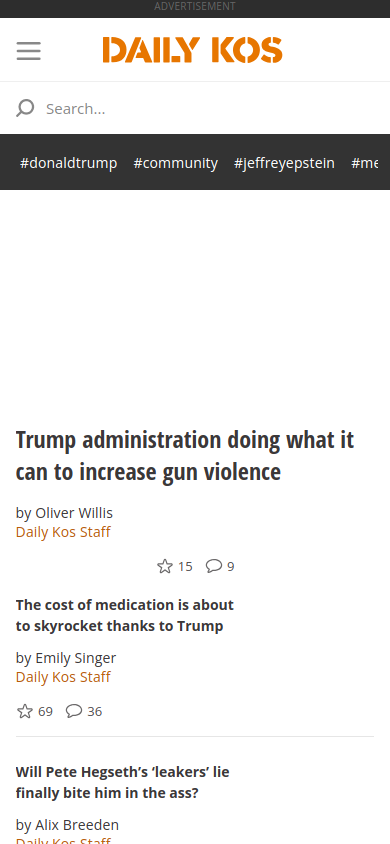 ADVERTISEMENT
DAILY KOS
Search...
#donaldtrump #community #jeffreyepstein #me
Trump administration doing what it
can to increase gun violence
by Oliver Willis
Daily Kos Staff
15 9
The cost of medication is about
to skyrocket thanks to Trump
by Emily Singer
Daily Kos Staff
69 36
Will Pete Hegseth’s ‘leakers’ lie
finally bite him in the ass?
by Alix Breeden
Daily Kos Staff